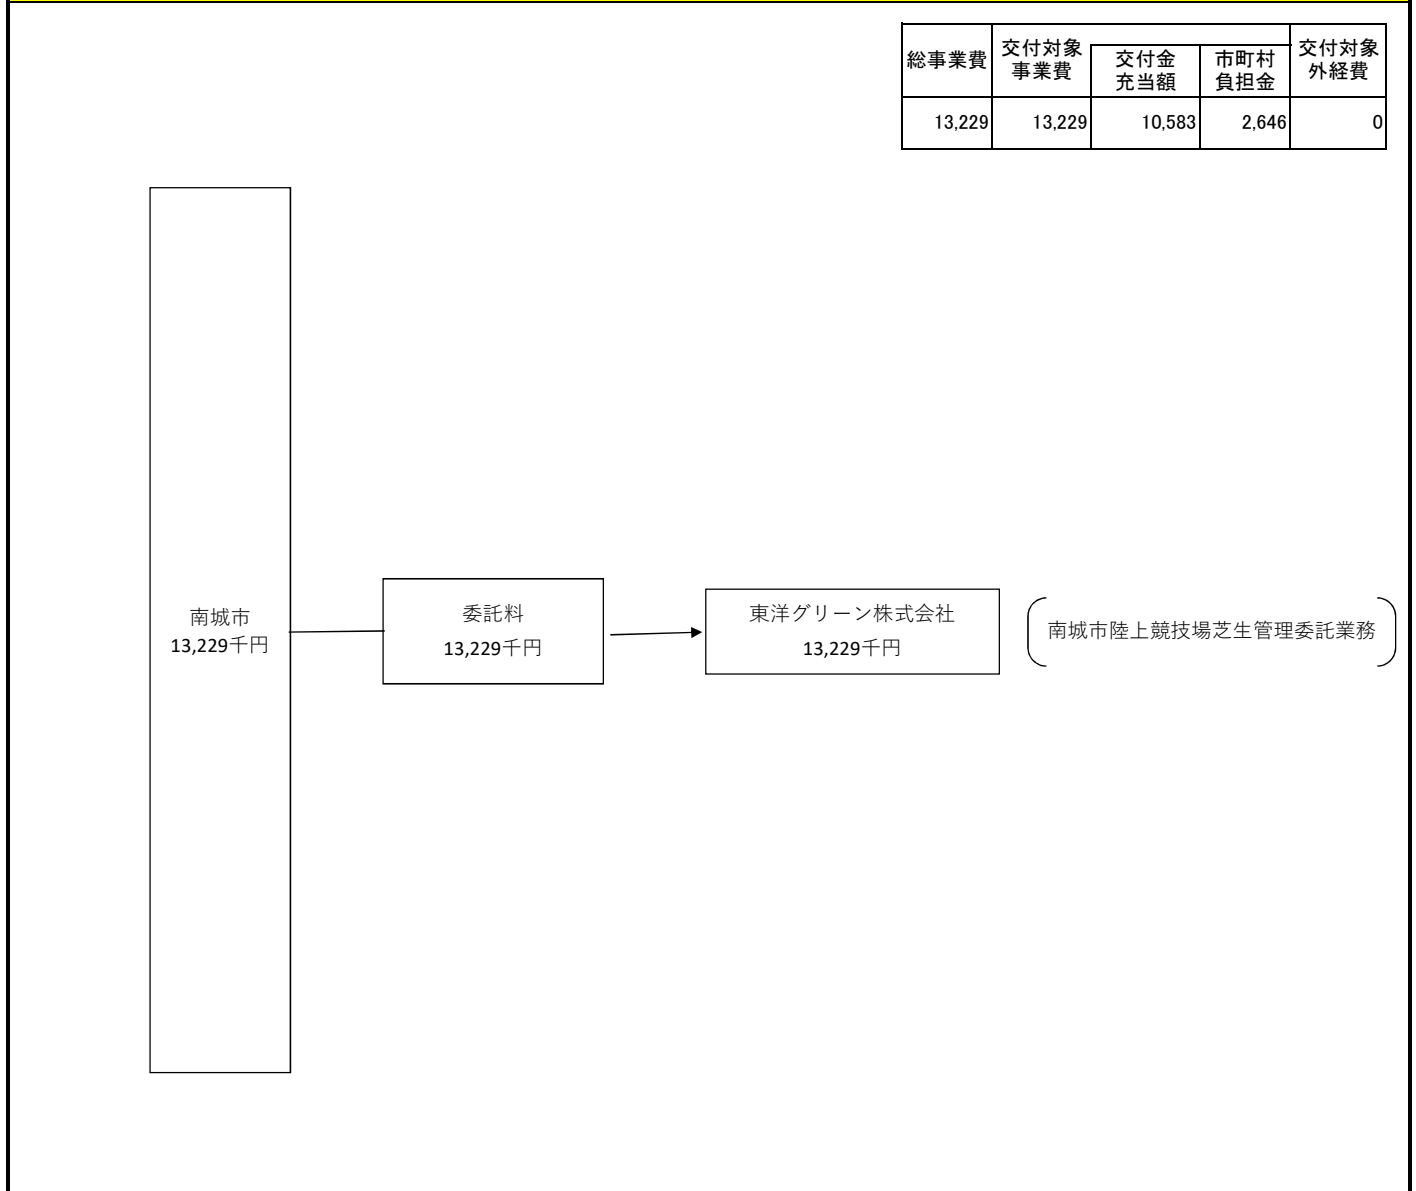 総事業費
交付対象
事業費
交付金
充当額
市町村
負担金
交付対象
外経費
13,229
13,229
10,583
2,646
0
南城市
13,229千円
委託料
13,229千円
東洋グリーン株式会社
13,229千円
南城市陸上競技場芝生管理委託業務